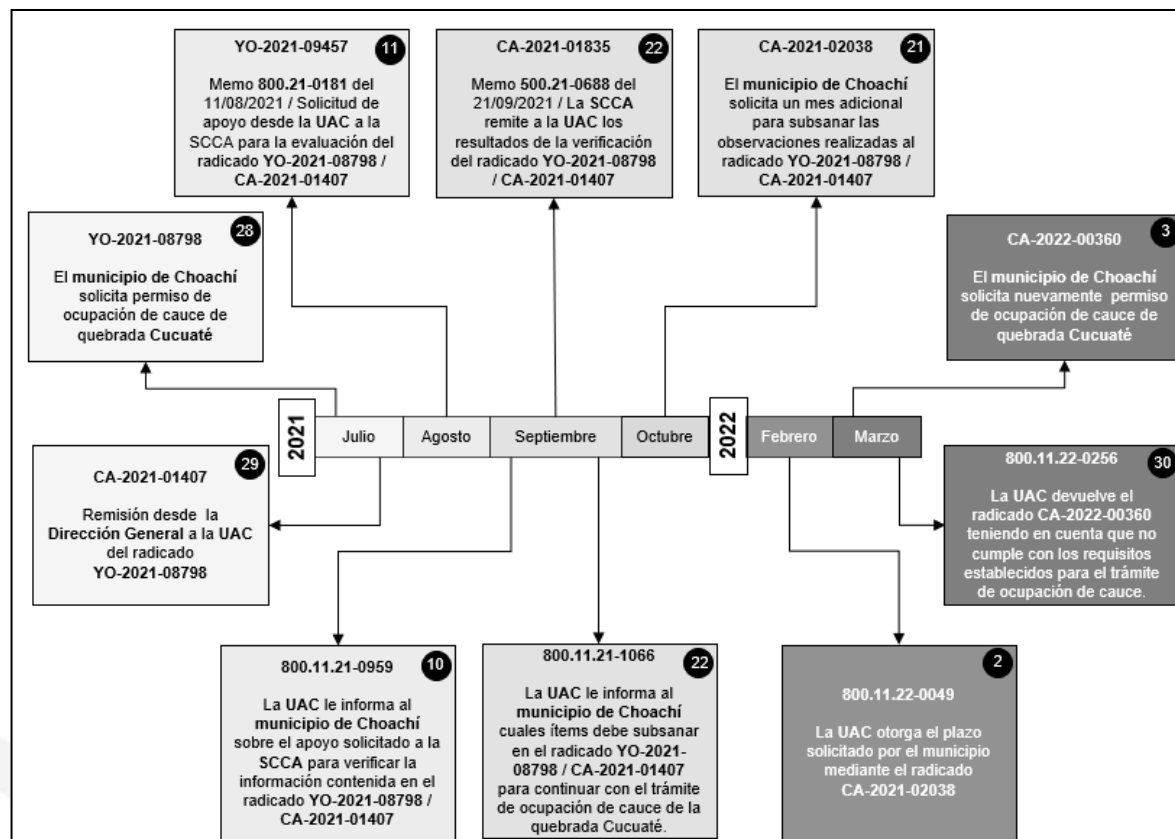 YO-2021-09457
11
Memo 800.21-0181 del
11/08/2021 / Solicitud de
apoyo desde la UAC a la
SCCA para la evaluación del
radicado YO-2021-08798 /
CA-2021-01407
CA-2021-01835
22
Memo 500.21-0688 del
21/09/2021 / La SCCA
remite a la UAC los
resultados de la verificación
del radicado YO-2021-08798
/ CA-2021-01407
CA-2021-02038
21
El municipio de Choachí
solicita un mes adicional
para subsanar las
observaciones realizadas al
radicado YO-2021-08798 /
CA-2021-01407
YO-2021-08798
28
El municipio de Choachí
solicita permiso de
ocupación de cauce de
quebrada Cucuaté
CA-2022-00360
3
El municipio de Choachí
solicita nuevamente permiso
de ocupación de cauce de
quebrada Cucuaté
2021
Julio
Agosto
Septiembre
Octubre
2022
Febrero
Marzo
CA-2021-01407
29
Remisión desde la
Dirección General a la UAC
del radicado
YO-2021-08798
800.11.22-0256
30
La UAC devuelve el
radicado CA-2022-00360
teniendo en cuenta que no
cumple con los requisitos
establecidos para el trámite
de ocupación de cauce.
800.11.21-0959
10
La UAC le informa al
municipio de Choachí
sobre el apoyo solicitado a la
SCCA para verificar la
información contenida en el
radicado YO-2021-08798 /
CA-2021-01407
800.11.21-1066
22
La UAC le informa al
municipio de Choachí
cuales ítems debe subsanar
en el radicado YO-2021-
08798 / CA-2021-01407
para continuar con el trámite
de ocupación de cauce de la
quebrada Cucuaté.
2
800.11.22-0049
La UAC otorga el plazo
solicitado por el municipio
mediante el radicado
CA-2021-02038